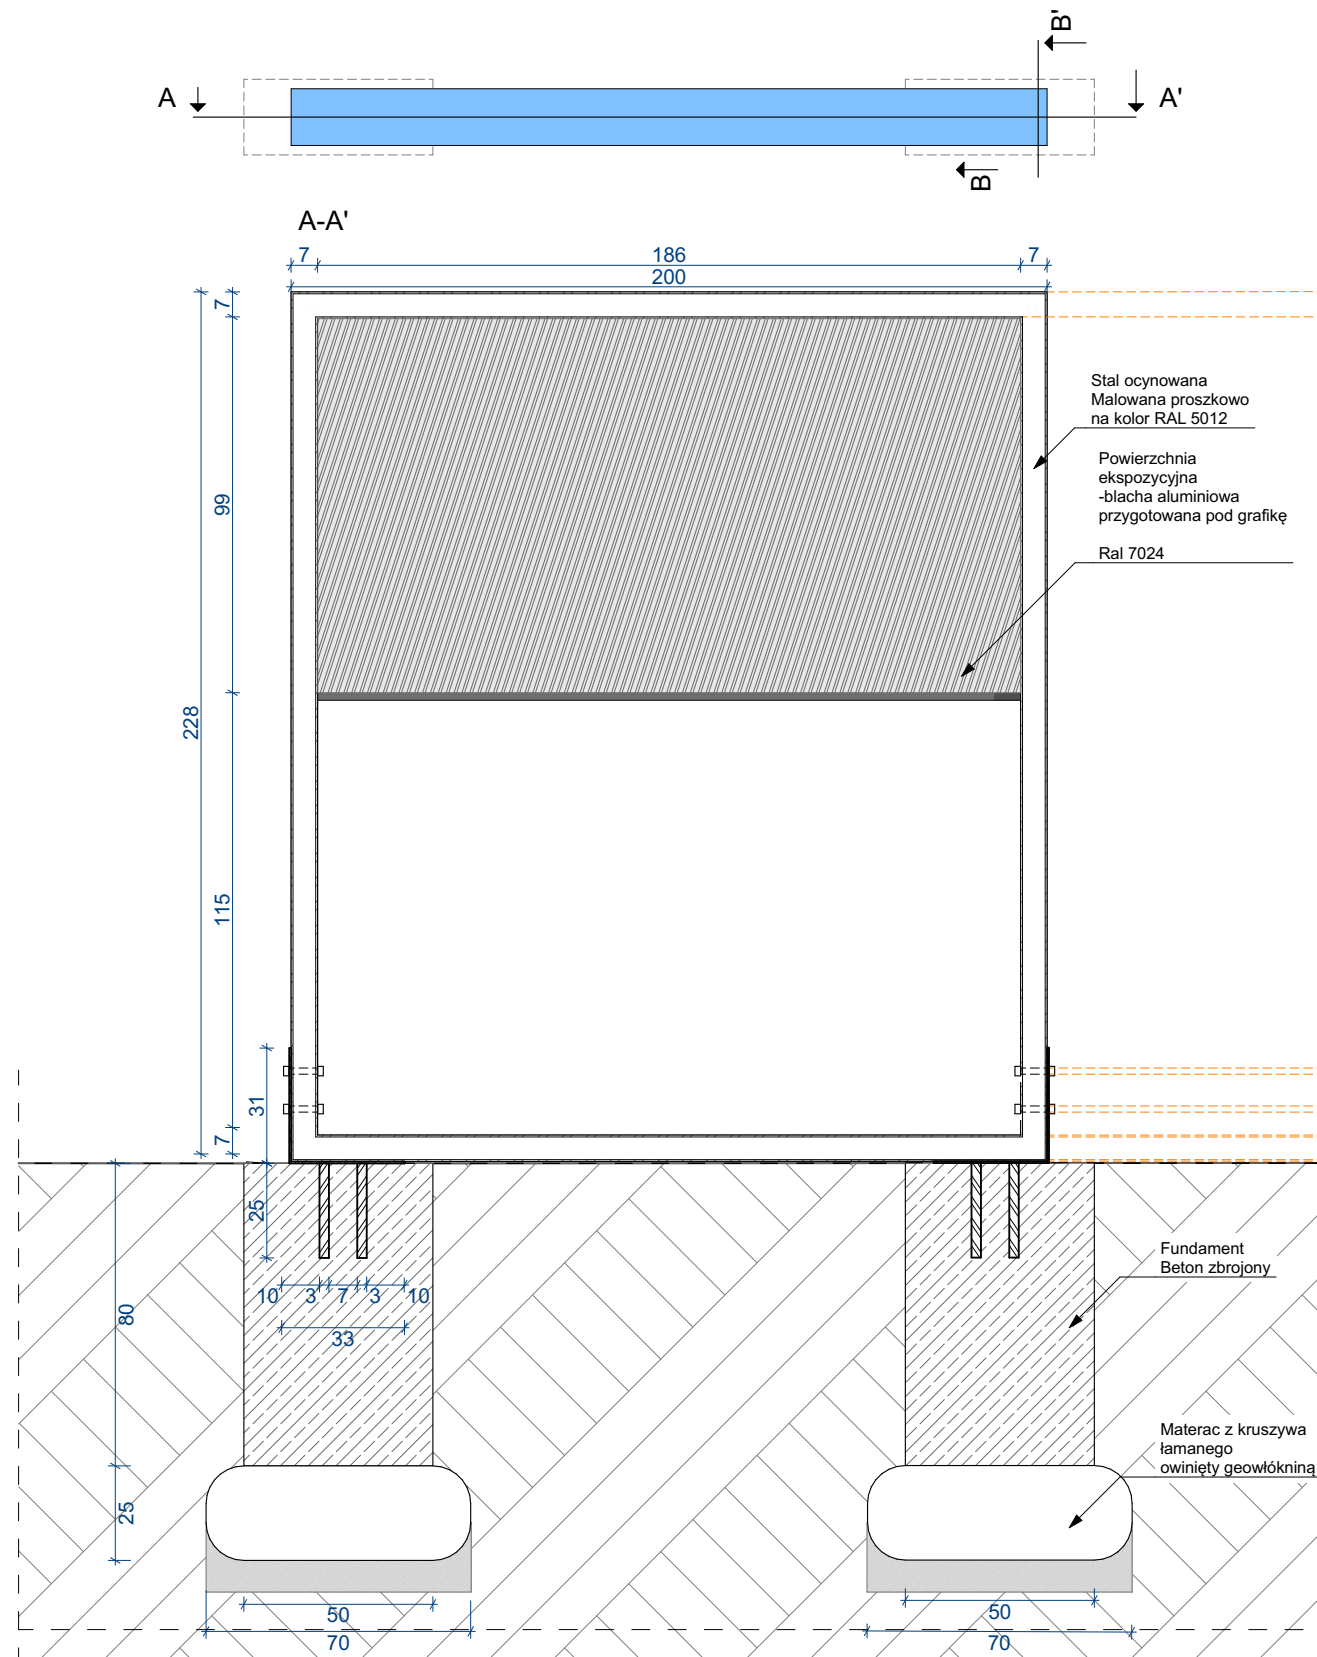 B'
A
A'
B
A-A'
7
186
7
200
7
99
228
115
31
7
25
Stal ocynowana
Malowana proszkowo
na kolor RAL 5012
Powierzchnia
ekspozycyjna
-blacha aluminiowa
przygotowana pod grafikę
Ral 7024
10
3
7
3
10
33
80
25
Fundament
Beton zbrojony
Materac z kruszywa
łamanego
owinięty geowłókniną
50
70
50
70